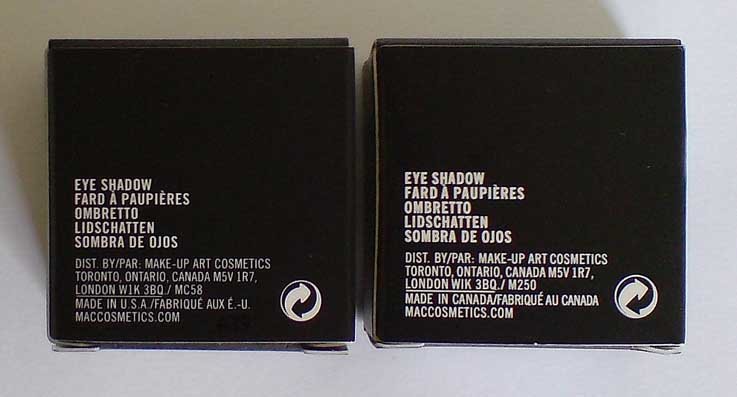 EYE SHADOW
FARD À PAUPIÈRES
OMBRETTO
LIDSCHATTEN
SOMBRA DE OJOS
DIST. BY/PAR: MAKE-UP ART COSMETICS
TORONTO, ONTARIO, CANADA M5V 1R7,
LONDON W1K 3BQ / MC58
MADE IN U.S.A./FABRIQUÉ AUX É.-U.
MACCOSMETICS.COM
EYE SHADOW
FARD À PAUPIÈRES
OMBRETTO
LIDSCHATTEN
SOMBRA DE OJOS
DIST. BY/PAR: MAKE-UP ART COSMETICS
TORONTO, ONTARIO, CANADA M5V 1R7,
LONDON WIK 3BQ / M250
MADE IN CANADA/FABRIQUÉ AU CANADA
MACCOSMETICS.COM